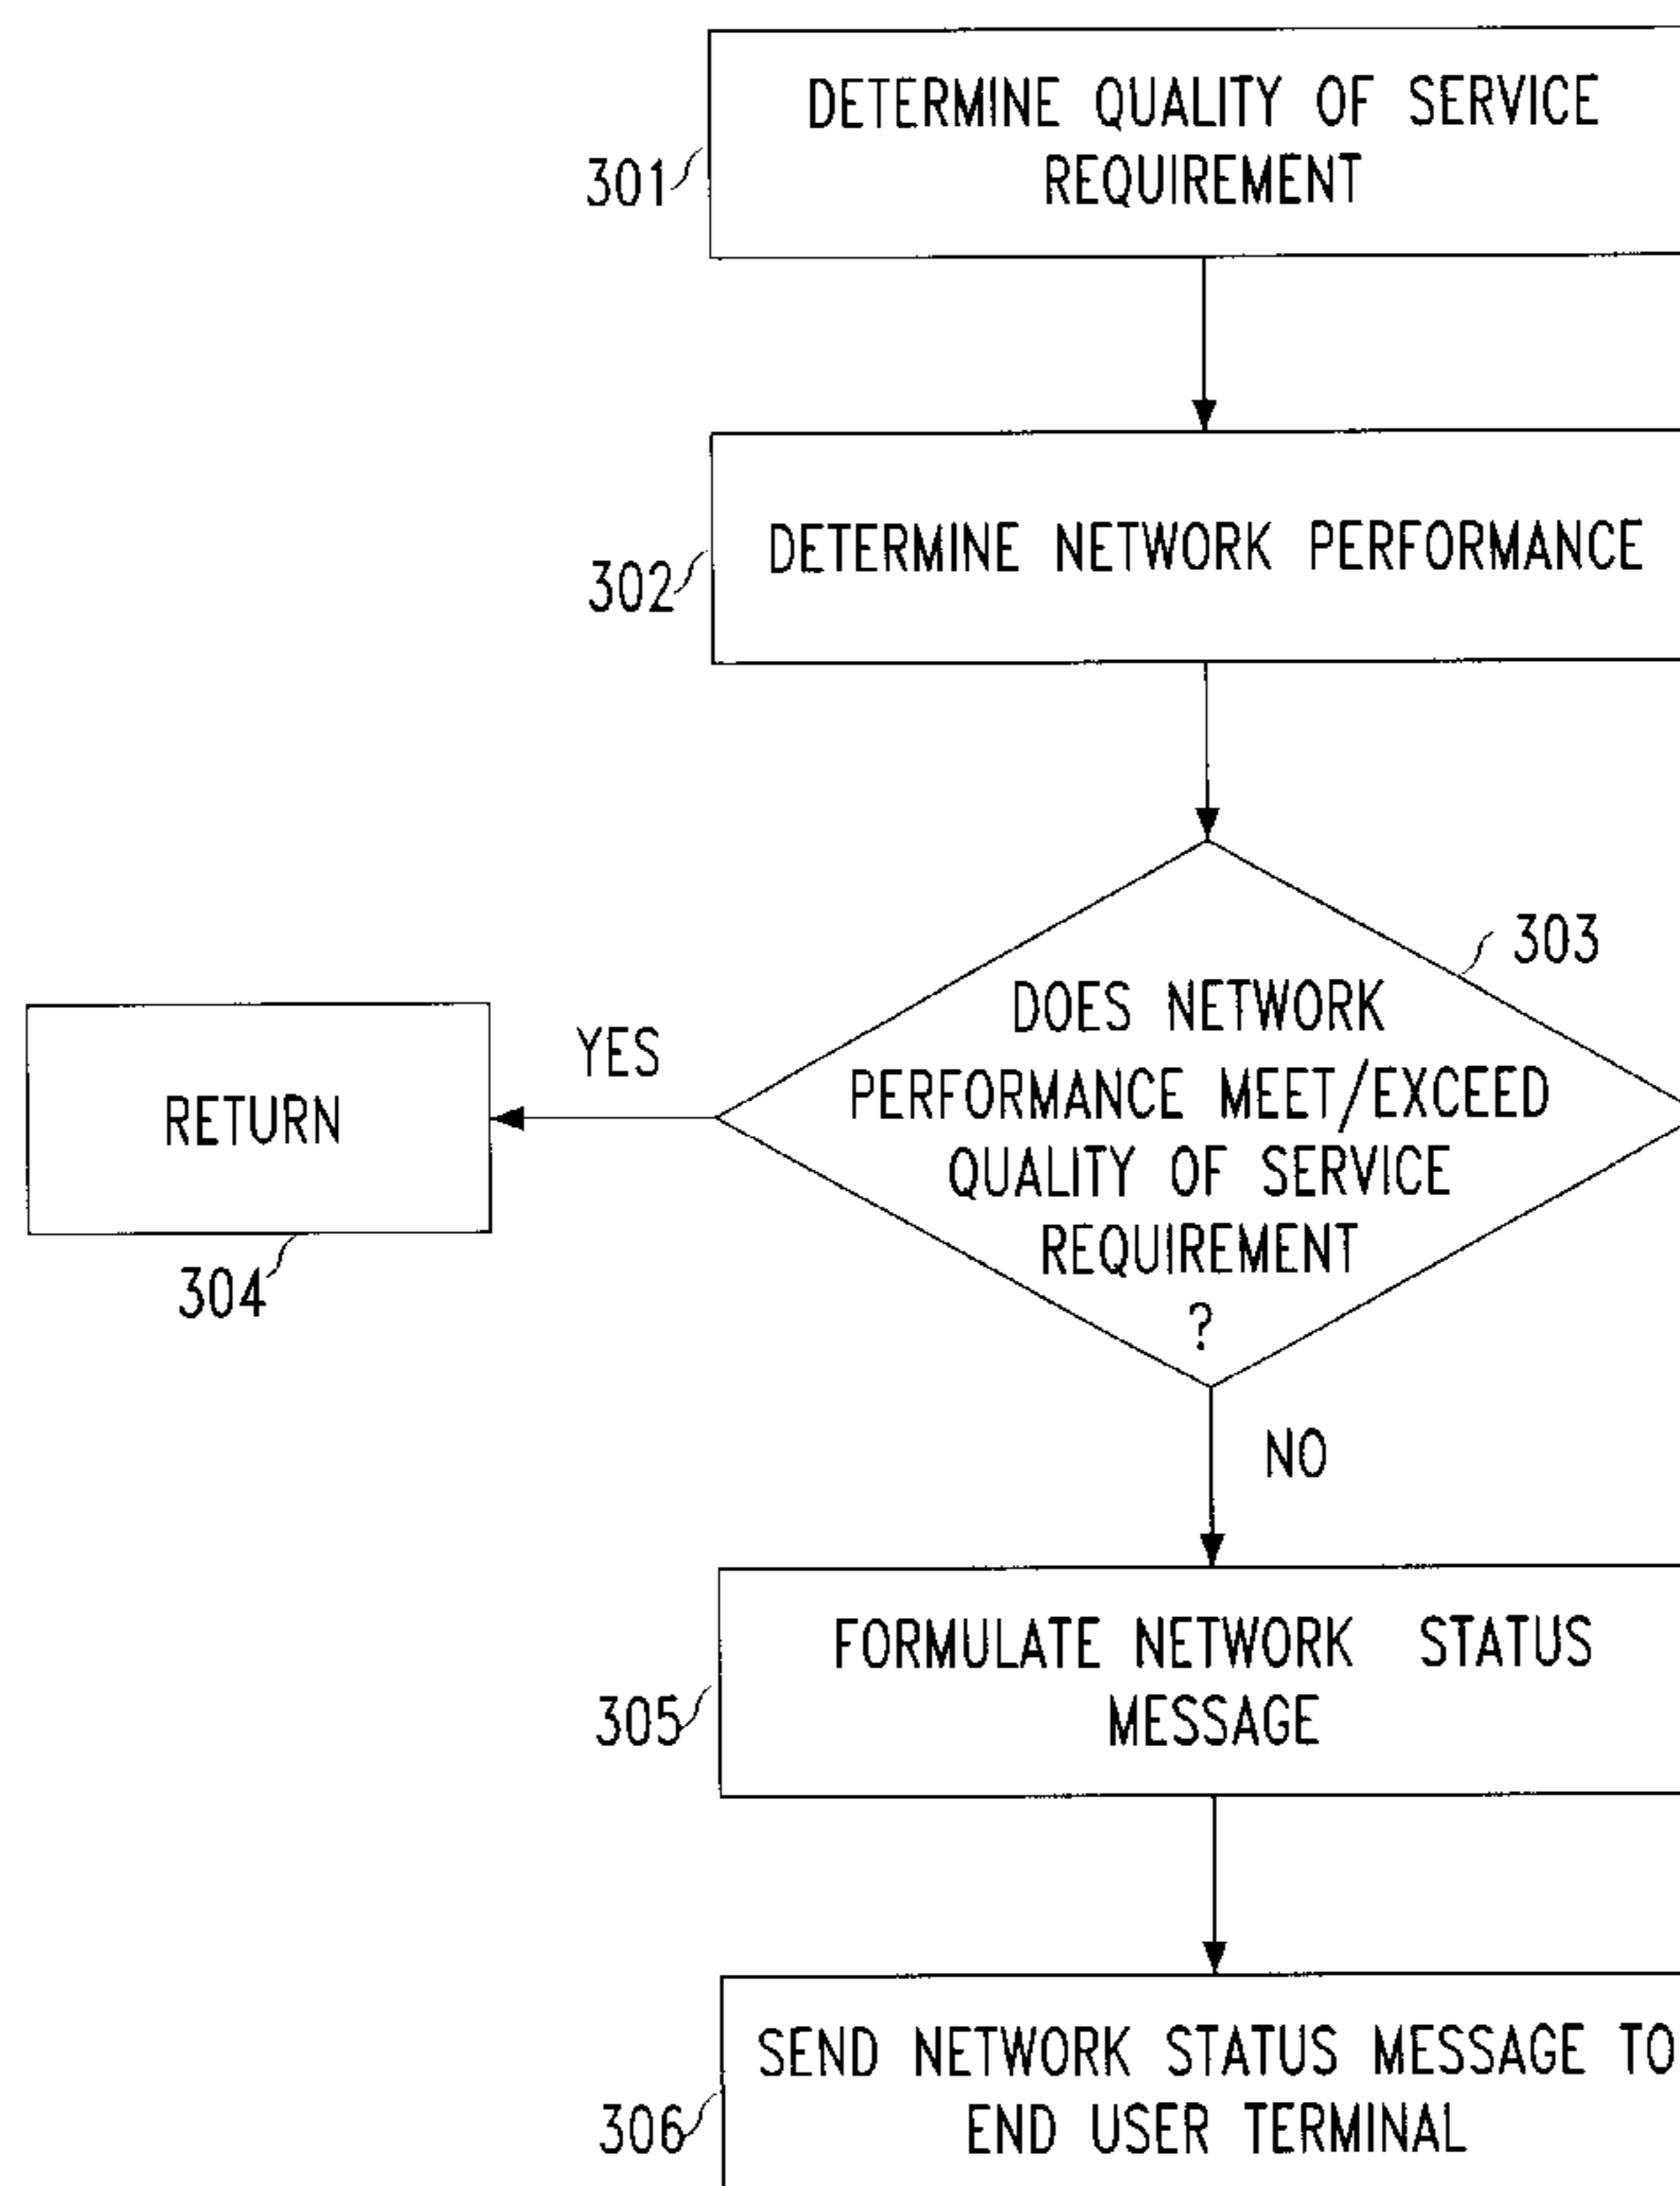 DETERMINE QUALITY OF SERVICE
REQUIREMENT
301
DETERMINE NETWORK PERFORMANCE
302
303
DOES NETWORK
PERFORMANCE MEET/EXCEED
QUALITY OF SERVICE
REQUIREMENT
?
YES
RETURN
304
NO
FORMULATE NETWORK STATUS
MESSAGE
305
SEND NETWORK STATUS MESSAGE TO
END USER TERMINAL
306